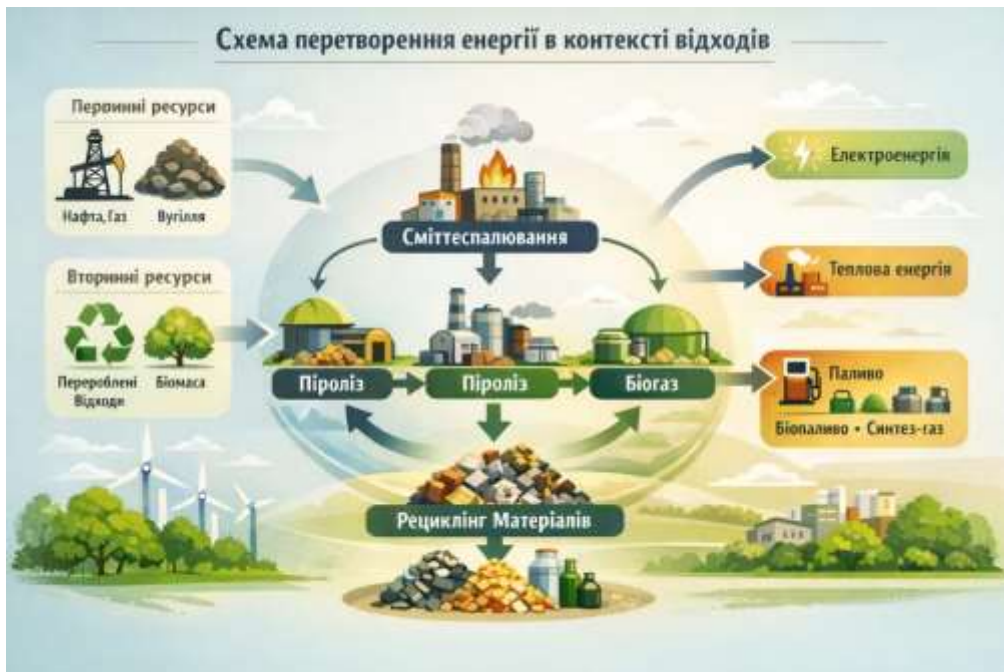 Схема перетворення енергії в контексті відходів
Первинні ресурси
Нафта, Газ
Вугілля
Вторинні ресурси
Перероблені
Відходи
Біомаса
Сміттєспалювання
Піроліз
Піроліз
Біогаз
Рециклінг Матеріалів
Електроенергія
Теплова енергія
Паливо
Біопаливо • Синтез-газ